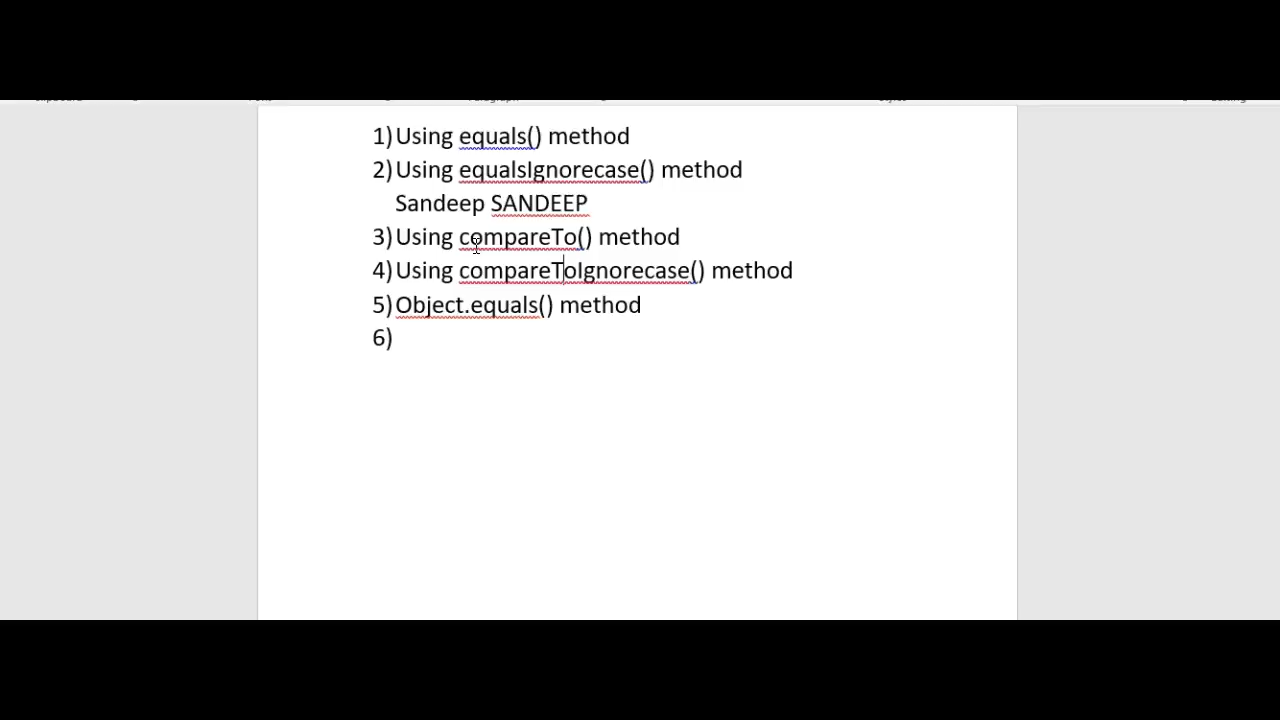 1) Using equals() method
2) Using equalsIgnorecase() method
Sandeep SANDEEP
3) Using compareTo() method
4) Using compareToIgnorecase() method
5) Object.equals() method
6)